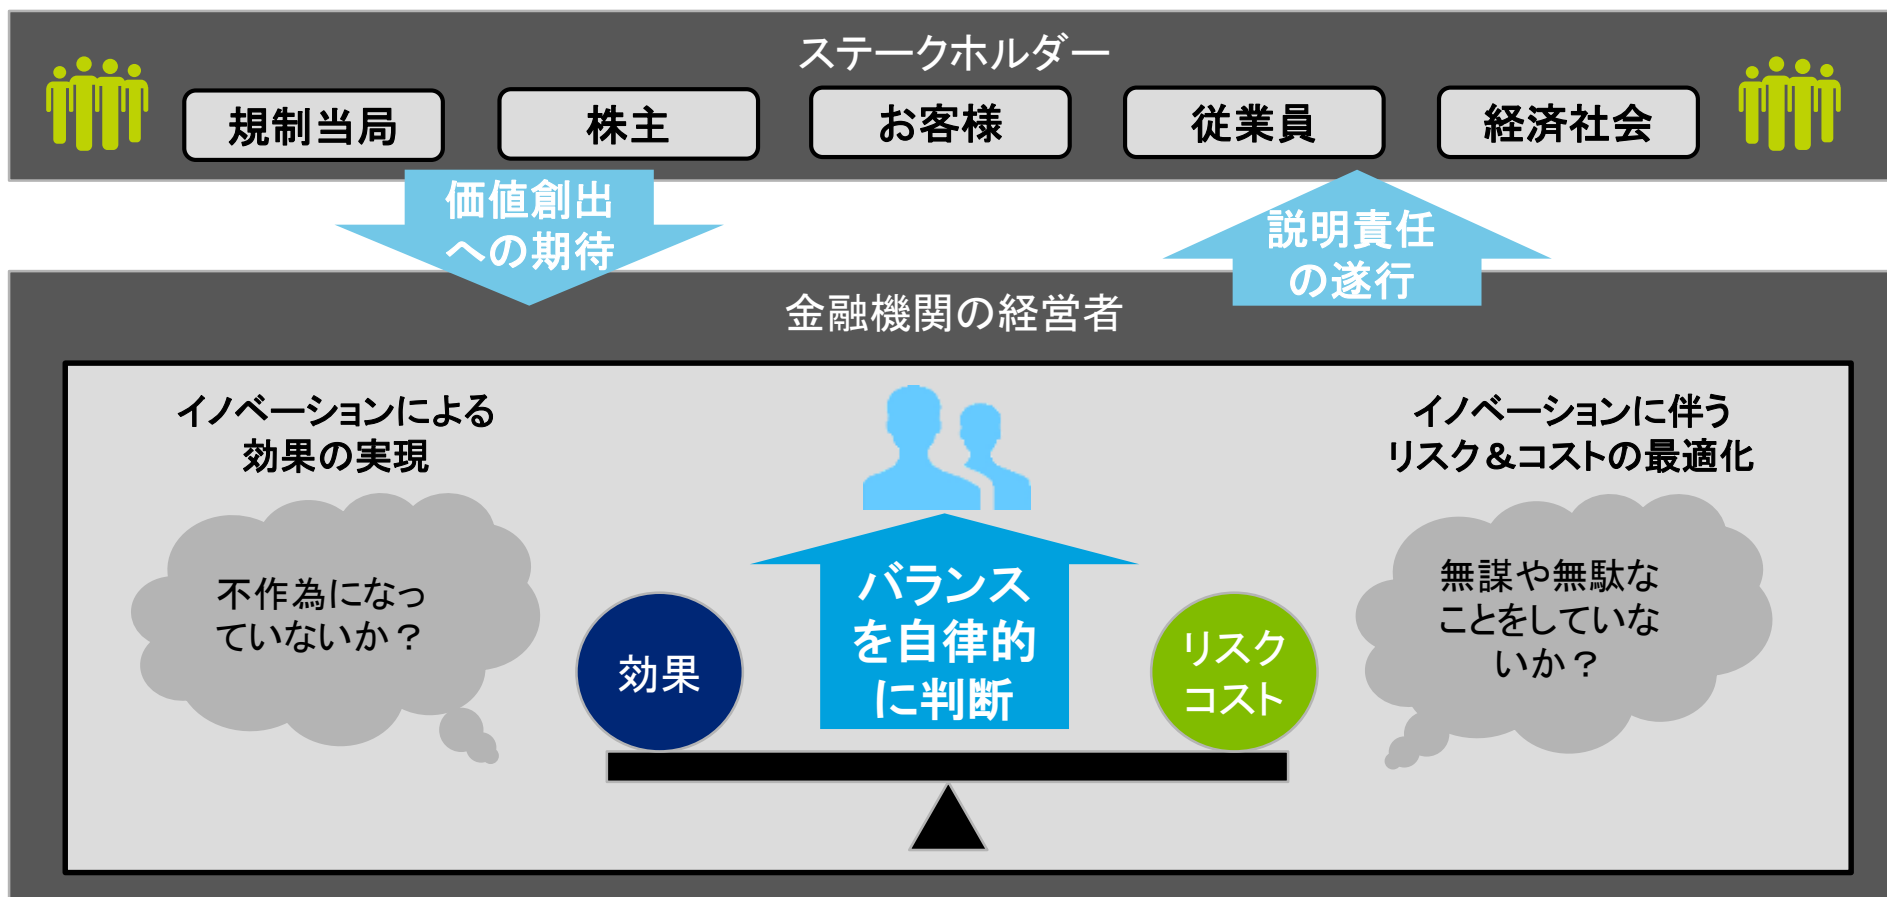 ステークホルダー
規制当局
株主
お客様
従業員
経済社会
価値創出
への期待
説明責任
の遂行
金融機関の経営者
イノベーションによる
効果の実現
イノベーションに伴う
リスク&コストの最適化
不作為になっ
ていないか？
無謀や無駄な
ことをしていな
いか？
バランス
を自律的
に判断
効果
リスク
コスト